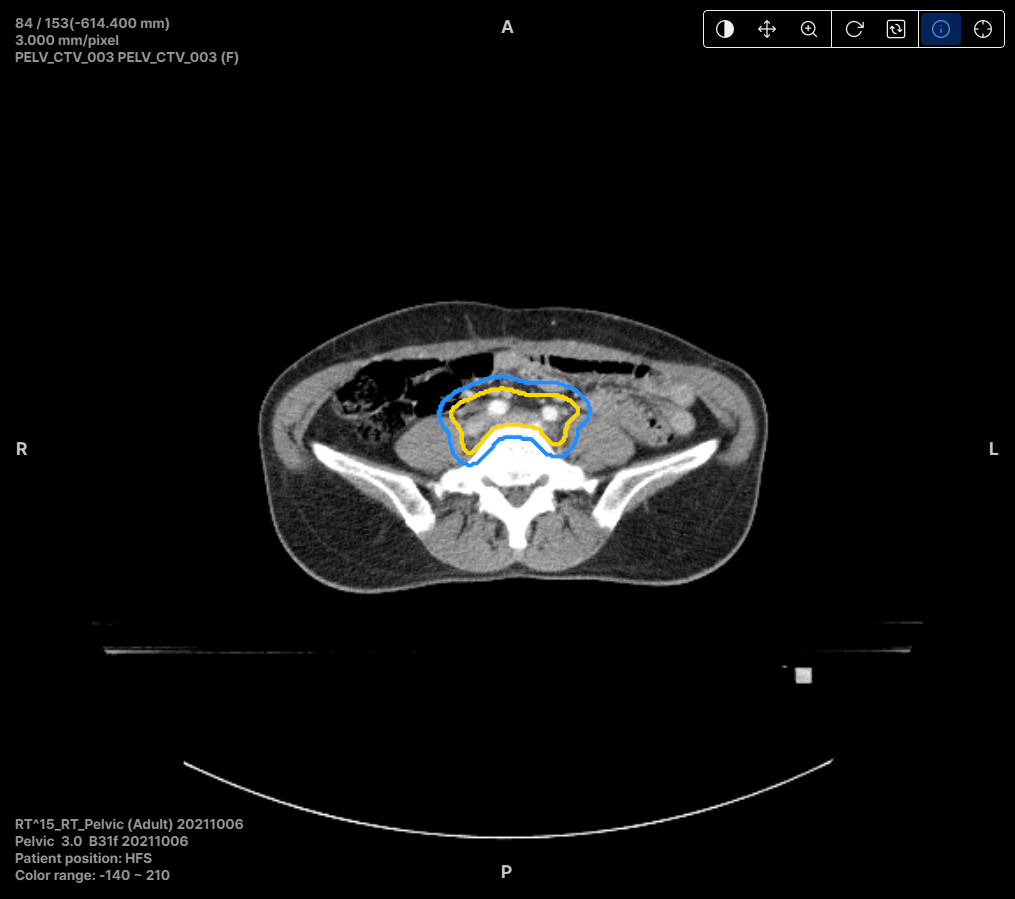 84 / 153(-614.400 mm)
3.000 mm/pixel
PELV_CTV_003 PELV_CTV_003 (F)
A
R
L
RT^15_RT_Pelvic (Adult) 20211006
Pelvic  3.0  B31f 20211006
Patient position: HFS
Color range: -140 ~ 210
P